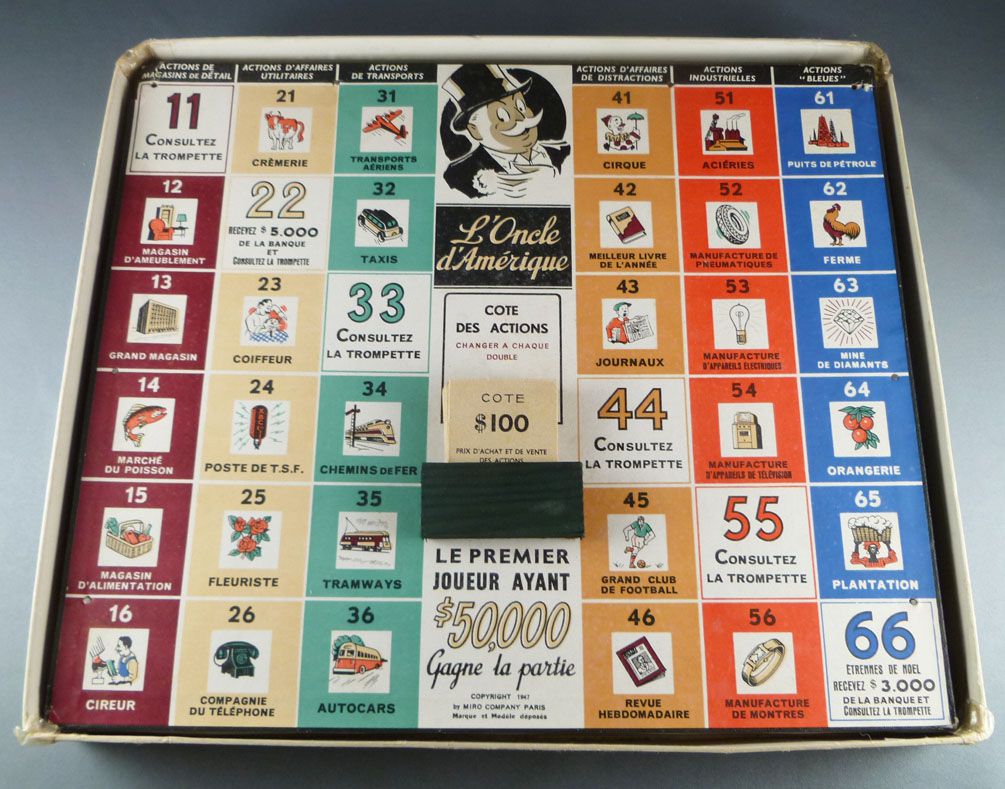 ACTIONS DE
MAGASINS DE DÉTAIL
11
CONSULTEZ
LA TROMPETTE
12
MAGASIN
D'AMEUBLEMENT
13
GRAND MAGASIN
14
MARCHÉ
DU POISSON
15
MAGASIN
D'ALIMENTATION
16
CIREUR
ACTIONS D'AFFAIRES
UTILITAIRES
21
CRÈMERIE
22
RECEVEZ $ 5.000
DE LA BANQUE
ET
CONSULTEZ LA TROMPETTE
23
COIFFEUR
24
POSTE DE T.S.F.
25
FLEURISTE
26
COMPAGNIE
DU TÉLÉPHONE
ACTIONS
DE TRANSPORTS
31
TRANSPORTS
AÉRIENS
32
TAXIS
33
CONSULTEZ
LA TROMPETTE
34
CHEMINS DE FER
35
TRAMWAYS
36
AUTOCARS
L'Oncle
d'Amérique
COTE
DES ACTIONS
CHANGER A CHAQUE
DOUBLE
COTE
$100
PRIX D'ACHAT ET DE VENTE
DES ACTIONS
LE PREMIER
JOUEUR AYANT
$50,000
Gagne la partie
COPYRIGHT 1947
by MIRO COMPANY PARIS
Marque et Modèle déposés
ACTIONS D'AFFAIRES
DE DISTRACTIONS
41
CIRQUE
42
MEILLEUR LIVRE
DE L'ANNÉE
43
JOURNAUX
44
CONSULTEZ
LA TROMPETTE
45
GRAND CLUB
DE FOOTBALL
46
REVUE
HEBDOMADAIRE
ACTIONS
INDUSTRIELLES
51
ACIÉRIES
52
MANUFACTURE DE
PNEUMATIQUES
53
MANUFACTURE
D'APPAREILS ÉLECTRIQUES
54
MANUFACTURE
D'APPAREILS DE TÉLÉVISION
55
CONSULTEZ
LA TROMPETTE
56
MANUFACTURE
DE MONTRES
ACTIONS
"BLEUES"
61
PUITS DE PÉTROLE
62
FERME
63
MINE
DE DIAMANTS
64
ORANGERIE
65
PLANTATION
66
ETRENNES DE NOEL
RECEVEZ $ 3.000
DE LA BANQUE ET
CONSULTEZ LA TROMPETTE